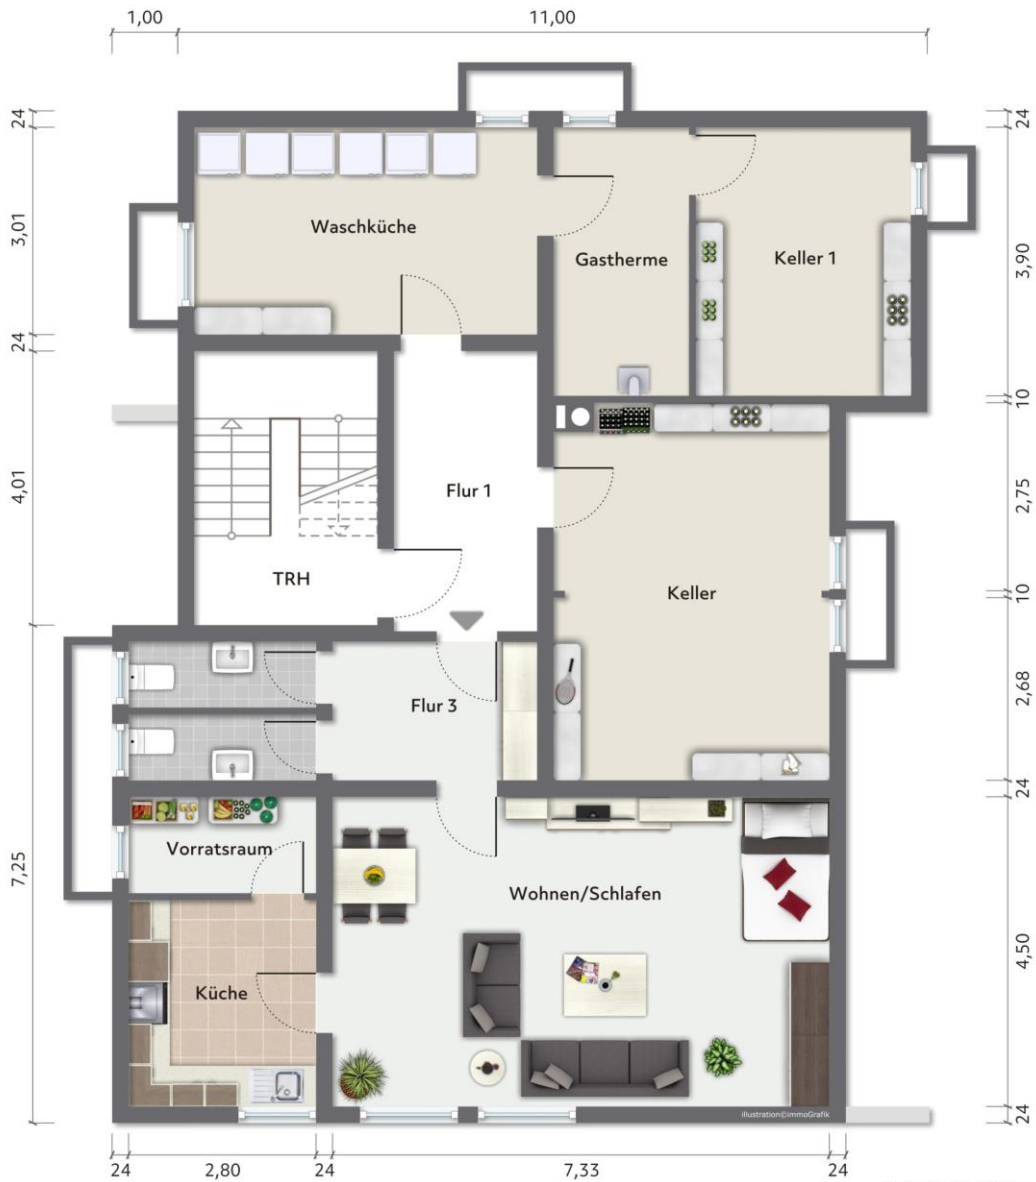 1,00
11,00
24
24
3,01
Waschküche
Gastherme
Keller 1
3,90
24
10
4,01
Flur 1
2,75
TRH
Keller
10
Flur 3
2,68
24
7,25
Vorratsraum
Wohnen/Schlafen
4,50
Küche
illustration©immoGrafik
24
24
2,80
24
7,33
24